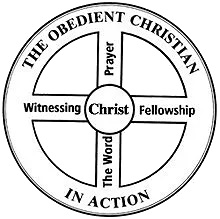 THE OBEDIENT CHRISTIAN
Prayer
Witnessing
Christ
Fellowship
The Word
IN ACTION